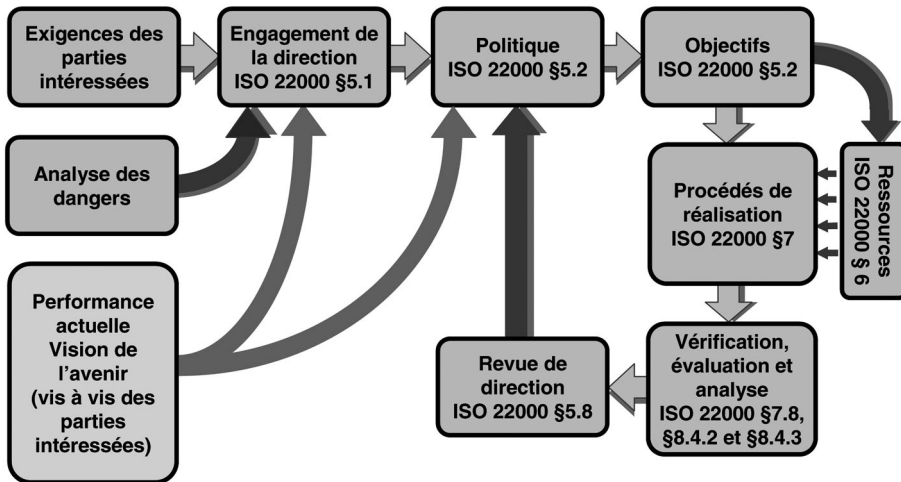 Exigences des
parties
intéressées
Engagement de
la direction
ISO 22000 §5.1
Politique
ISO 22000 §5.2
Objectifs
ISO 22000 §5.2
Analyse des
dangers
Procédés de
réalisation
ISO 22000 §7
Ressources
ISO 22000 § 6
Performance
actuelle
Vision de
l'avenir
(vis à vis des
parties
intéressées)
Revue de
direction
ISO 22000 §5.8
Vérification,
évaluation et
analyse
ISO 22000 §7.8,
§8.4.2 et §8.4.3